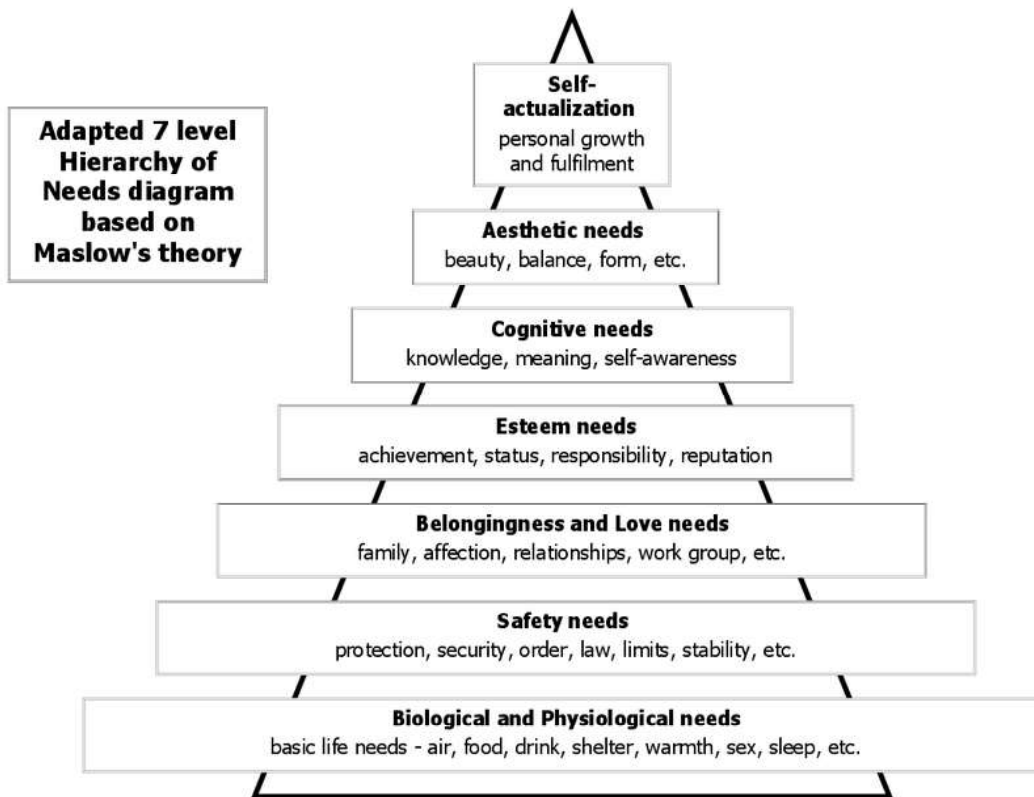 Adapted 7 level
Hierarchy of
Needs diagram
based on
Maslow's theory
Self-
actualization
personal growth
and fulfilment
Aesthetic needs
beauty, balance, form, etc.
Cognitive needs
knowledge, meaning, self-awareness
Esteem needs
achievement, status, responsibility, reputation
Belongingness and Love needs
family, affection, relationships, work group, etc.
Safety needs
protection, security, order, law, limits, stability, etc.
Biological and Physiological needs
basic life needs - air, food, drink, shelter, warmth, sex, sleep, etc.